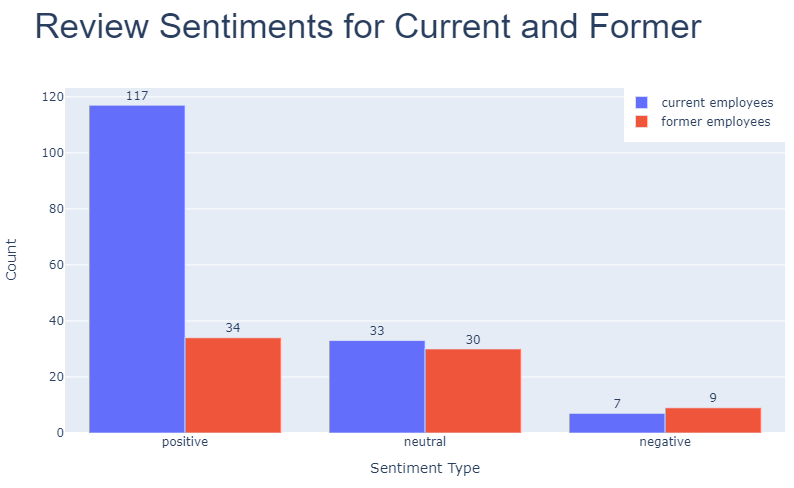 Review Sentiments for Current and Former
current employees
former employees
Count
120
100
80
60
40
20
0
117
34
33
30
7
9
positive
neutral
negative
Sentiment Type